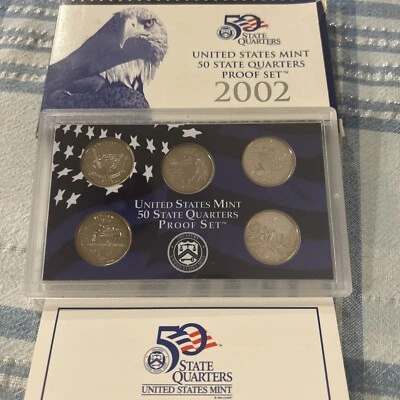 50
STATE
QUARTERS
UNITED STATES MINT
50 STATE QUARTERS
PROOF SET™
2002
UNITED STATES MINT
50 STATE QUARTERS
PROOF SET™
50
STATE
QUARTERS
UNITED STATES MINT